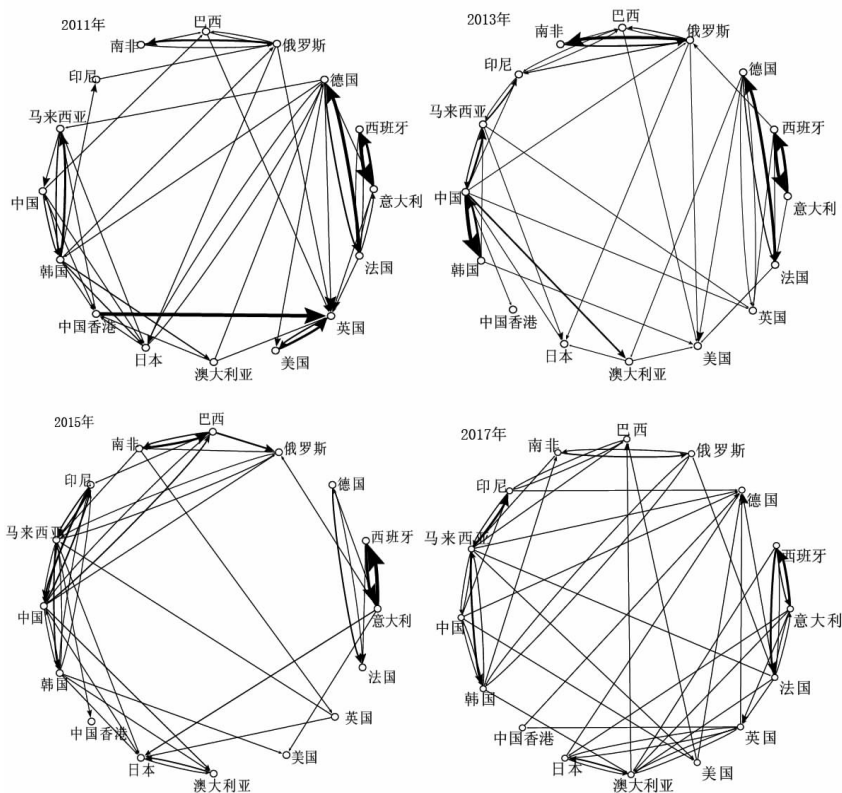 2011年
巴西
南非
俄罗斯
印尼
德国
马来西亚
西班牙
中国
意大利
韩国
法国
中国香港
英国
日本
美国
澳大利亚
2013年
巴西
南非
俄罗斯
印尼
德国
马来西亚
西班牙
中国
意大利
韩国
法国
中国香港
英国
日本
美国
澳大利亚
2015年
巴西
南非
俄罗斯
印尼
德国
马来西亚
西班牙
中国
意大利
韩国
法国
中国香港
英国
日本
美国
澳大利亚
2017年
巴西
南非
俄罗斯
印尼
德国
马来西亚
西班牙
中国
意大利
韩国
法国
中国香港
英国
日本
美国
澳大利亚